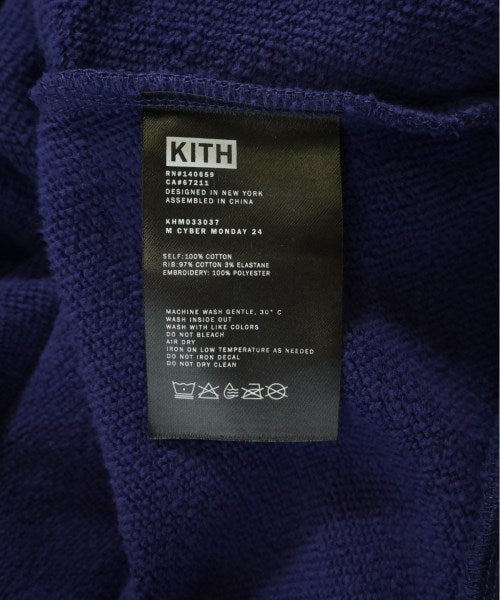 KITH
RN#140659
CA#67211
DESIGNED IN NEW YORK
ASSEMBLED IN CHINA
KHM033037
M CYBER MONDAY 24
SELF:100% COTTON
RIB:97% COTTON 3% ELASTANE
EMBROIDERY: 100% POLYESTER
MACHINE WASH GENTLE, 30° C
WASH INSIDE OUT
WASH WITH LIKE COLORS
DO NOT BLEACH
AIR DRY
IRON ON LOW TEMPERATURE AS NEEDED
DO NOT IRON DECAL
DO NOT DRY CLEAN